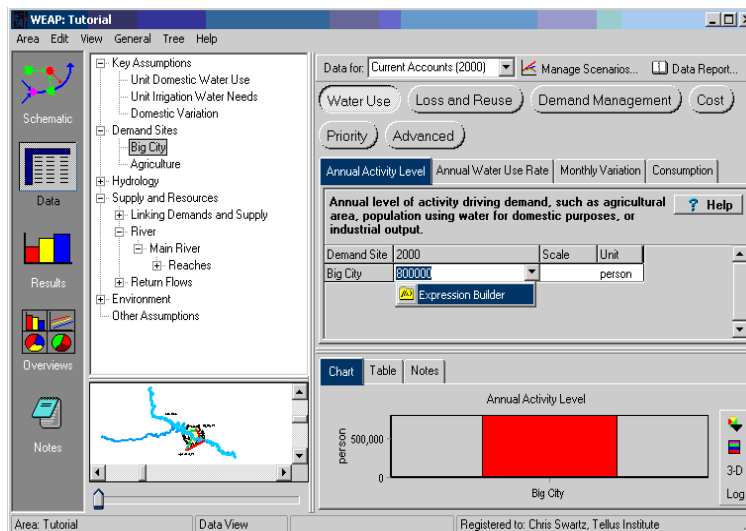 WEAP: Tutorial
Area Edit View General Tree Help
Schematic
Data
Results
Overviews
Notes
Key Assumptions
Unit Domestic Water Use
Unit Irrigation Water Needs
Domestic Variation
Demand Sites
Big City
Agriculture
Hydrology
Supply and Resources
Linking Demands and Supply
River
Main River
Reaches
Return Flows
Environment
Other Assumptions
Data for: Current Accounts (2000) Manage Scenarios... Data Report...
Water Use Loss and Reuse Demand Management Cost
Priority Advanced
Annual Activity Level Annual Water Use Rate Monthly Variation Consumption
Annual level of activity driving demand, such as agricultural
area, population using water for domestic purposes, or
industrial output.
? Help
Demand Site 2000 Scale Unit
Big City 800000 person
Expression Builder
Chart Table Notes
Annual Activity Level
person
500,000
0
Big City
3-D
Log
Area: Tutorial Data View Registered to: Chris Swartz, Tellus Institute